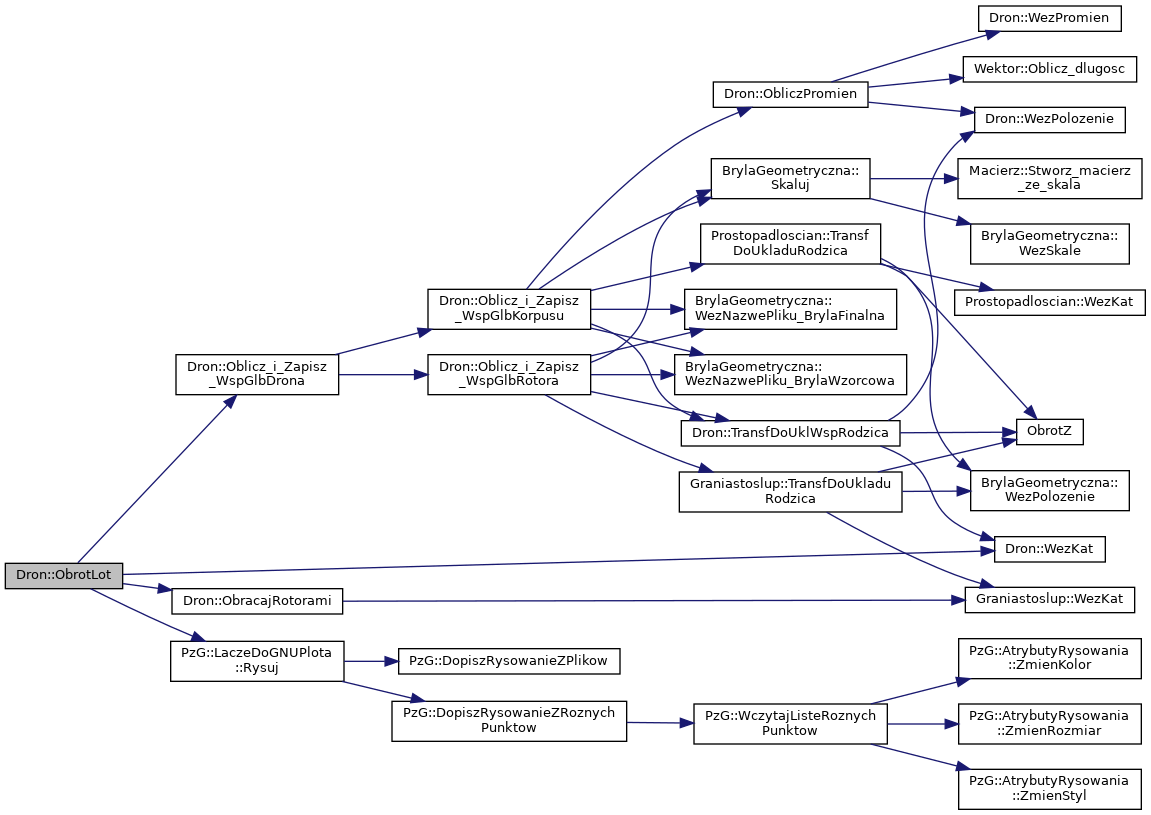 Dron::WezPromien
Wektor::Oblicz_dlugosc
Dron::ObliczPromien
Dron::WezPolozenie
BrylaGeometryczna::
Skaluj
Macierz::Stworz_macierz
_ze_skala
Prostopadloscian::Transf
DoUkladuRodzica
BrylaGeometryczna::
WezSkale
Dron::Oblicz_i_Zapisz
_WspGlbKorpusu
BrylaGeometryczna::
WezNazwePliku_BrylaFinalna
Prostopadloscian::WezKat
Dron::Oblicz_i_Zapisz
_WspGlbDrona
Dron::Oblicz_i_Zapisz
_WspGlbRotora
BrylaGeometryczna::
WezNazwePliku_BrylaWzorcowa
Dron::TransfDoUklWspRodzica
ObrotZ
Graniastoslup::TransfDoUkladu
Rodzica
BrylaGeometryczna::
WezPolozenie
Dron::WezKat
Dron::ObrotLot
Dron::ObracajRotorami
Graniastoslup::WezKat
PzG::LaczeDoGNUPlota
::Rysuj
PzG::DopiszRysowanieZPlikow
PzG::AtrybutyRysowania
::ZmienKolor
PzG::DopiszRysowanieZRoznych
Punktow
PzG::WczytajListeRoznych
Punktow
PzG::AtrybutyRysowania
::ZmienRozmiar
PzG::AtrybutyRysowania
::ZmienStyl